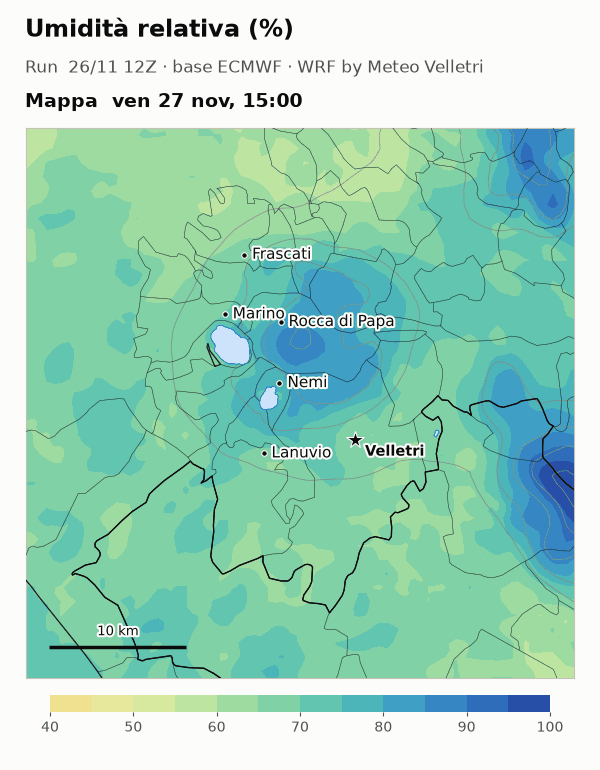 Umidità relativa (%)
Run  26/11 12Z · base ECMWF · WRF by Meteo Velletri
Mappa  ven 27 nov, 15:00
Frascati
Marino
Rocca di Papa
Nemi
Velletri
Lanuvio
10 km
40 50 60 70 80 90 100